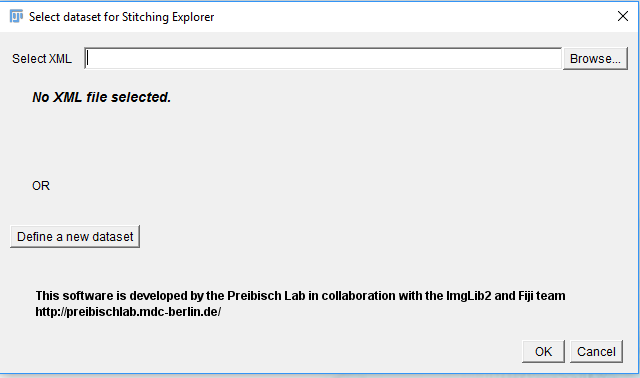 Select dataset for Stitching Explorer
Select XML
Browse...
No XML file selected.
OR
Define a new dataset
This software is developed by the Preibisch Lab in collaboration with the ImgLib2 and Fiji team
http://preibischlab.mdc-berlin.de/
OK
Cancel